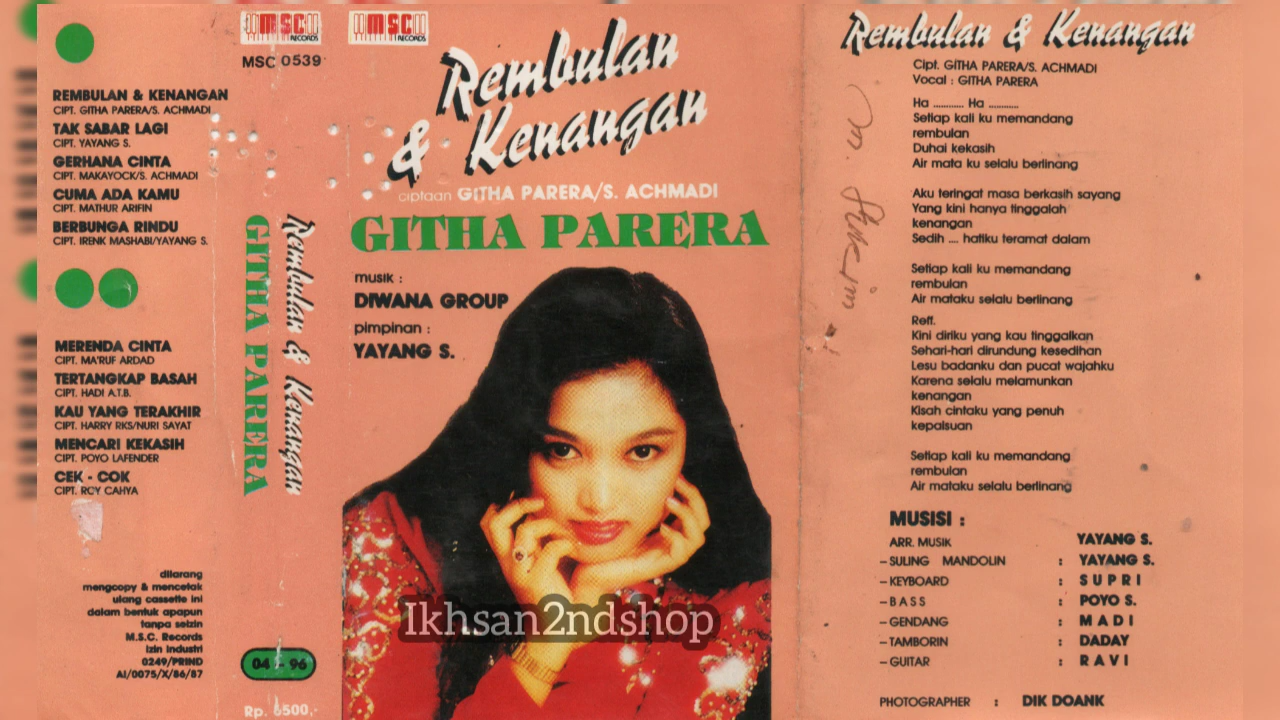 MSC RECORDS
MSC 0539
REMBULAN & KENANGAN
CIPT. GITHA PARERA/S. ACHMADI
TAK SABAR LAGI
CIPT. YAYANG S.
GERHANA CINTA
CIPT. MAKAYOCK/S. ACHMADI
CUMA ADA KAMU
CIPT. MATHUR ARIFIN
BERBUNGA RINDU
CIPT. IRENK MASHABI/YAYANG S.
MERENDA CINTA
CIPT. MA'RUF ARDAD
TERTANGKAP BASAH
CIPT. HADI A.T.B.
KAU YANG TERAKHIR
CIPT. HARRY RKS/NURI SAYAT
MENCARI KEKASIH
CIPT. POYO LAFENDER
CEK - COK
CIPT. ROY CAHYA
dilarang
mengcopy & mencetak
ulang cassette ini
dalam bentuk apapun
tanpa seizin
M.S.C. Records
Izin Industri
0249/PRIND
AI/0075/X/86/87
Rembulan & Kenangan
GITHA PARERA
04 - 96
Rp. 6500,-
MSC RECORDS
Rembulan
& Kenangan
ciptaan GITHA PARERA/S. ACHMADI
GITHA PARERA
musik :
DIWANA GROUP
pimpinan :
YAYANG S.
Ikhsan2ndshop
Rembulan & Kenangan
Cipt. GITHA PARERA/S. ACHMADI
Vocal : GITHA PARERA
Ha ............ Ha ............
Setiap kali ku memandang
rembulan
Duhai kekasih
Air mata ku selalu berlinang
Aku teringat masa berkasih sayang
Yang kini hanya tinggalah
kenangan
Sedih .... hatiku teramat dalam
Setiap kali ku memandang
rembulan
Air mataku selalu berlinang
Reff.
Kini diriku yang kau tinggalkan
Sehari-hari dirundung kesedihan
Lesu badanku dan pucat wajahku
Karena selalu melamunkan
kenangan
Kisah cintaku yang penuh
kepalsuan
Setiap kali ku memandang
rembulan
Air mataku selalu berlinang
MUSISI :
ARR. MUSIK YAYANG S.
– SULING MANDOLIN : YAYANG S.
– KEYBOARD : SUPRI
– BASS : POYO S.
– GENDANG : MADI
– TAMBORIN : DADAY
– GUITAR : RAVI
PHOTOGRAPHER : DIK DOANK